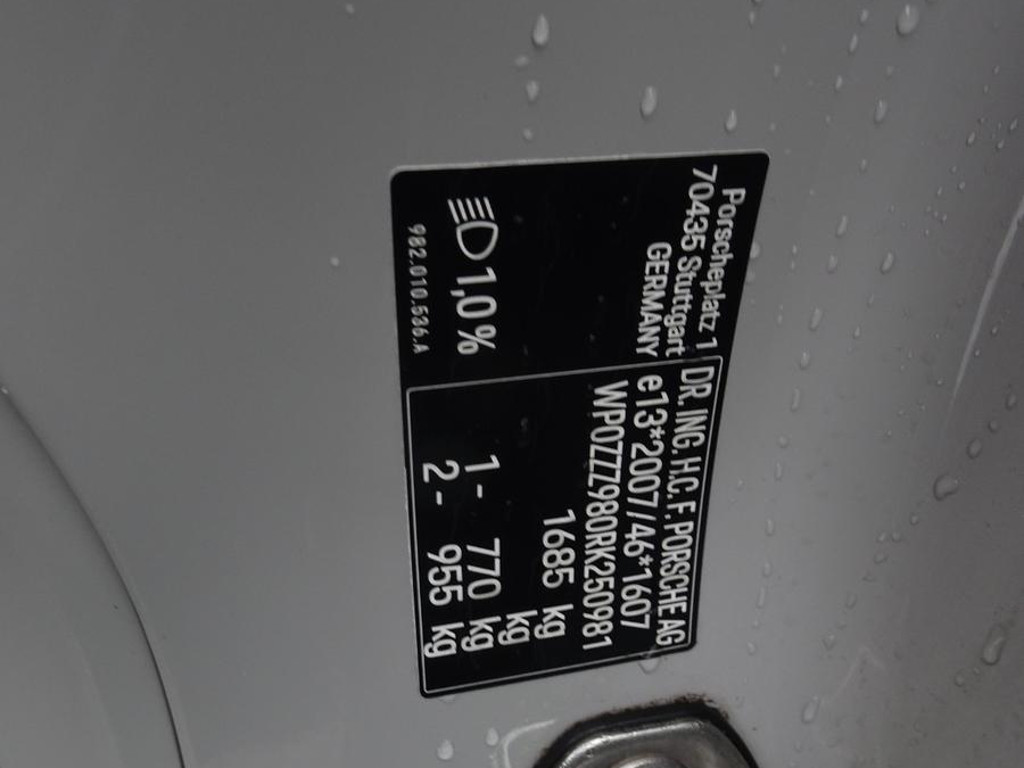 Porscheplatz 1
70435 Stuttgart
GERMANY
1,0%
982.010.536.A
DR. ING. H.C. F. PORSCHE AG
e13*2007/46*1607
WP0ZZZ980RK250981
1685 kg
kg
1- 770 kg
2- 955 kg